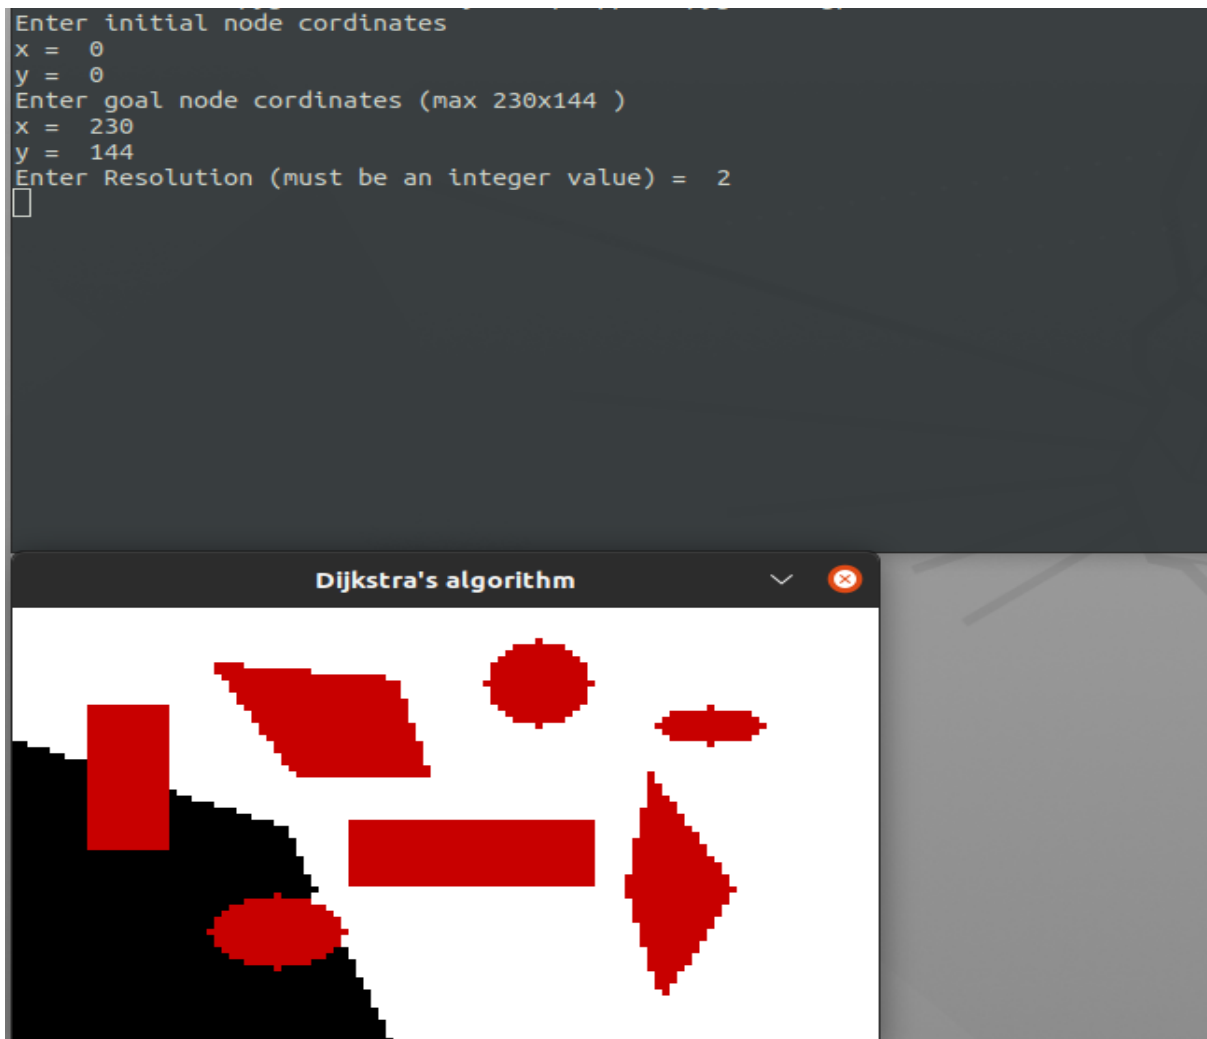 Enter initial node cordinates
x =  0
y =  0
Enter goal node cordinates (max 230x144 )
x =  230
y =  144
Enter Resolution (must be an integer value) =  2
Dijkstra's algorithm